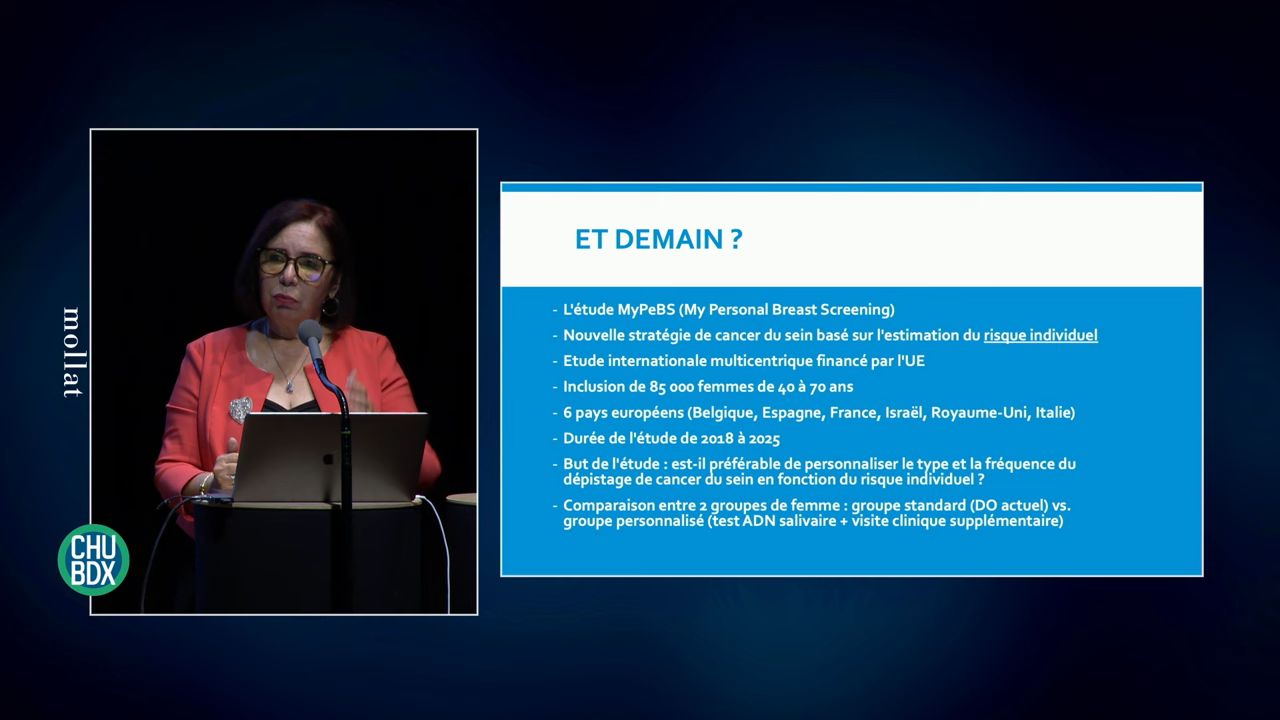 mollat
CHU
BDX
ET DEMAIN ?
- L'étude MyPeBS (My Personal Breast Screening)
- Nouvelle stratégie de cancer du sein basé sur l'estimation du risque individuel
- Etude internationale multicentrique financé par l'UE
- Inclusion de 85 000 femmes de 40 à 70 ans
- 6 pays européens (Belgique, Espagne, France, Israël, Royaume-Uni, Italie)
- Durée de l'étude de 2018 à 2025
- But de l'étude : est-il préférable de personnaliser le type et la fréquence du
dépistage de cancer du sein en fonction du risque individuel ?
- Comparaison entre 2 groupes de femme : groupe standard (DO actuel) vs.
groupe personnalisé (test ADN salivaire + visite clinique supplémentaire)